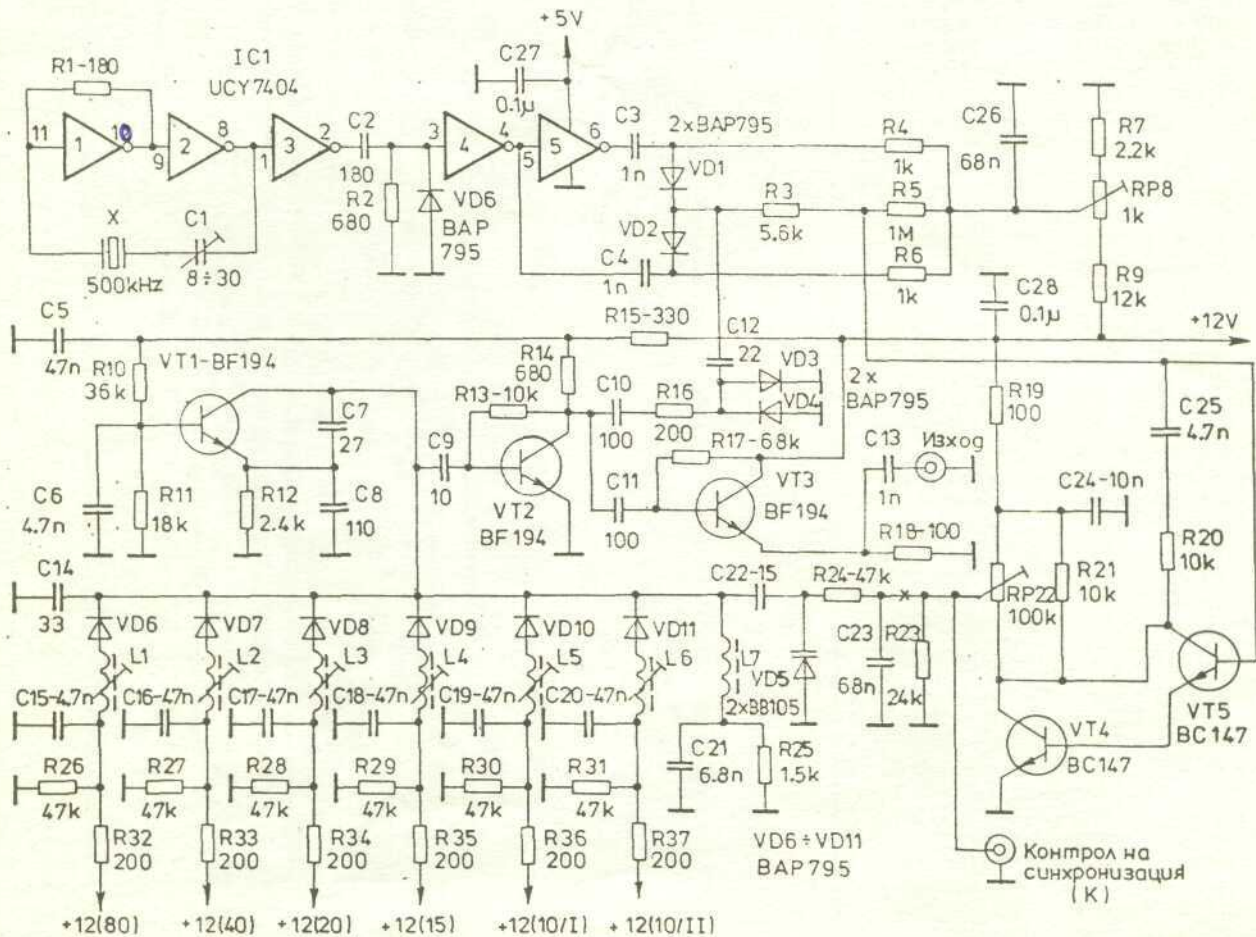 +5V
IC1
UCY7404
R1-180
C27
0.1μ
11
1
10
9
2
8
1
3
2
C2
180
R2
680
VD6
BAP
795
3
4
4
5
5
6
C3
1n
2xBAP795
VD1
VD2
C4
1n
R3
5.6k
R4
1k
R5
1M
R6
1k
C26
68n
R7
2.2k
RP8
1k
R9
12k
X
500kHz
C1
8÷30
C28
0.1μ
+12V
C5
47n
R10
36k
VT1-BF194
R15-330
R14
680
R13-10k
C10
100
R16
200
C12
22
VD3
VD4
2x
BAP795
R19
100
C25
4.7n
C7
27
C6
4.7n
R11
18k
R12
2.4k
C8
110
C9
10
VT2
BF194
C11
100
R17-68k
VT3
BF194
C13
1n
Изход
R18-100
C24-10n
R20
10k
R21
10k
RP22
100k
C14
33
C22-15
R24-47k
x
VD6
VD7
VD8
VD9
VD10
VD11
L1
L2
L3
L4
L5
L6
L7
VD5
2xBB105
C23
68n
R23
24k
VT4
BC147
VT5
BC147
C15-4.7n
C16-47n
C17-47n
C18-47n
C19-47n
C20-47n
C21
6.8n
R25
1.5k
R26
47k
R27
47k
R28
47k
R29
47k
R30
47k
R31
47k
R32
200
R33
200
R34
200
R35
200
R36
200
R37
200
VD6÷VD11
BAP795
Контрол на
синхронизация
(К)
+12(80)
+12(40)
+12(20)
+12(15)
+12(10/I)
+12(10/II)